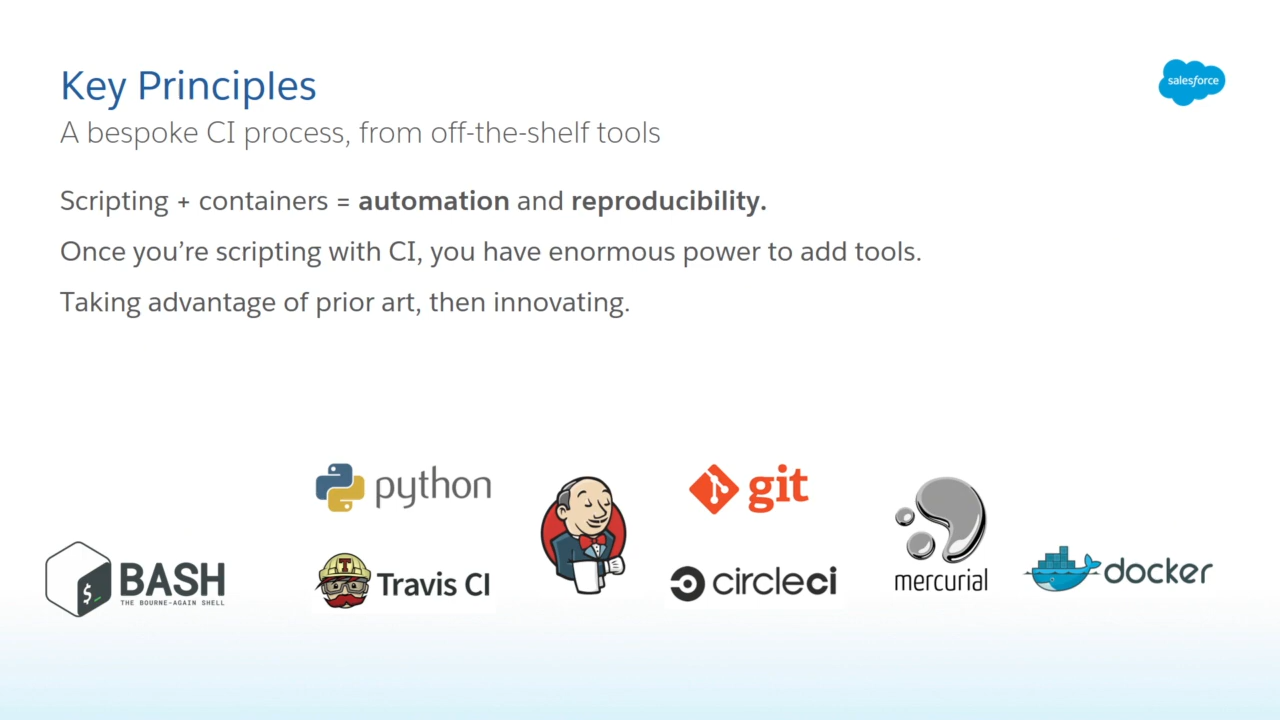 Key Principles
salesforce
A bespoke CI process, from off-the-shelf tools
Scripting + containers = automation and reproducibility.
Once you’re scripting with CI, you have enormous power to add tools.
Taking advantage of prior art, then innovating.
python
git
BASH
THE BOURNE-AGAIN SHELL
$_
T
Travis CI
circleci
mercurial
docker